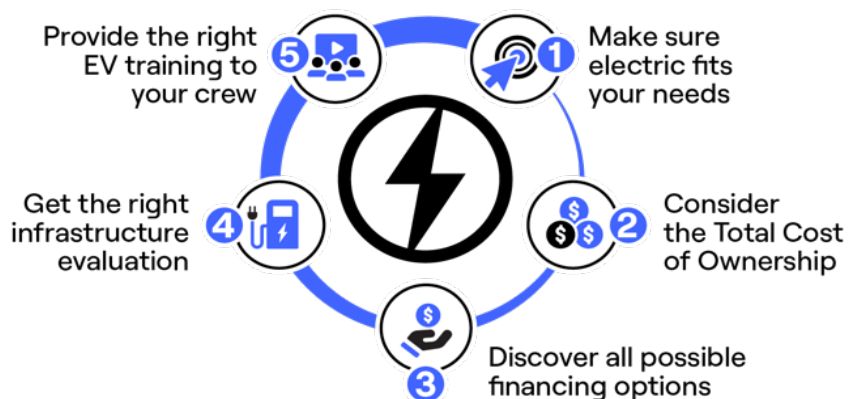 1
Make sure
electric fits
your needs
2
Consider
the Total Cost
of Ownership
3
Discover all possible
financing options
4
Get the right
infrastructure
evaluation
5
Provide the right
EV training to
your crew
$
$
$
$